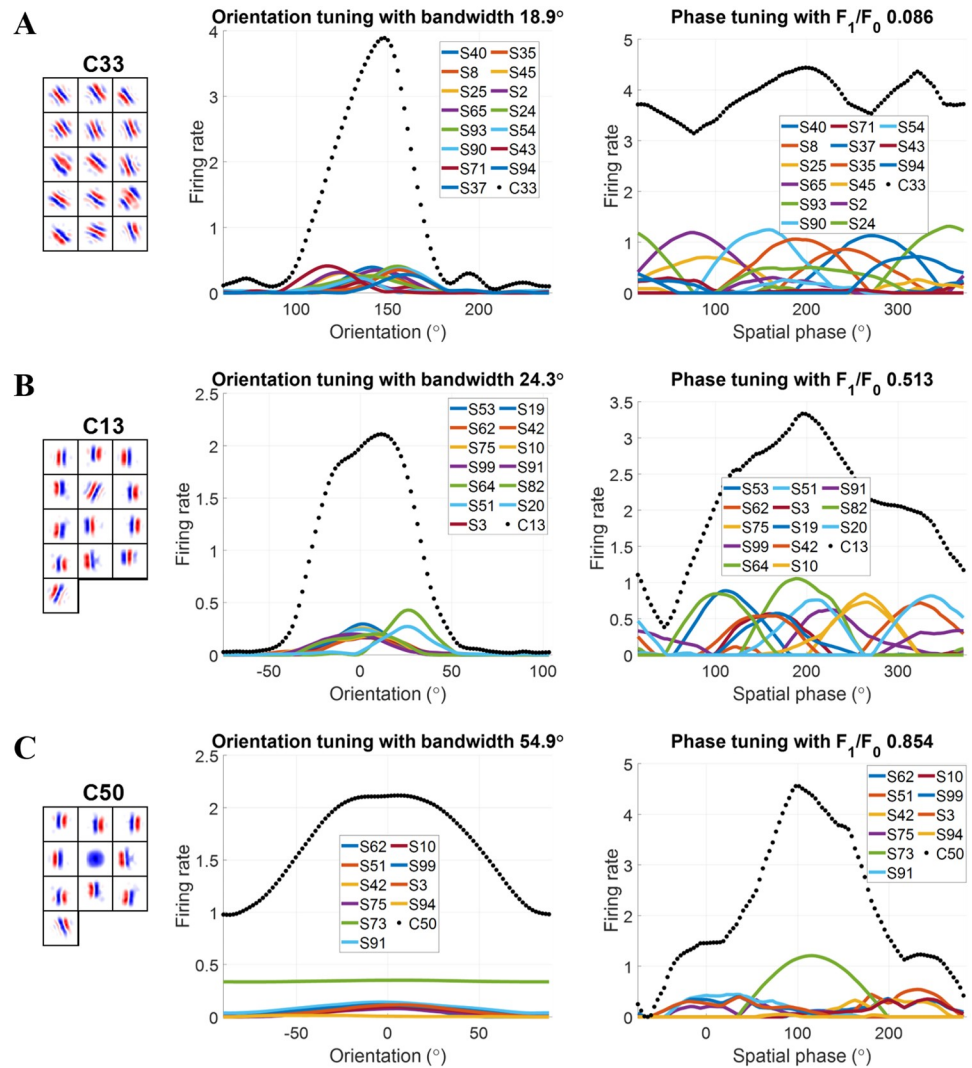 A
C33
Orientation tuning with bandwidth 18.9°
Firing rate
4
3
2
1
0
S40 S35
S8 S45
S25 S2
S65 S24
S93 S54
S90 S43
S71 S94
S37 C33
100 150 200
Orientation (°)
Phase tuning with F1/F0 0.086
Firing rate
5
4
3
2
1
0
S40 S71 S54
S8 S37 S43
S25 S35 S94
S65 S45 C33
S93 S2
S90 S24
100 200 300
Spatial phase (°)
B
C13
Orientation tuning with bandwidth 24.3°
Firing rate
2.5
2
1.5
1
0.5
0
S53 S19
S62 S42
S75 S10
S99 S91
S64 S82
S51 S20
S3 C13
-50 0 50 100
Orientation (°)
Phase tuning with F1/F0 0.513
Firing rate
3.5
3
2.5
2
1.5
1
0.5
0
S53 S51 S91
S62 S3 S82
S75 S19 S20
S99 S42 C13
S64 S10
100 200 300
Spatial phase (°)
C
C50
Orientation tuning with bandwidth 54.9°
Firing rate
2.5
2
1.5
1
0.5
0
S62 S10
S51 S99
S42 S3
S75 S94
S73 C50
S91
-50 0 50
Orientation (°)
Phase tuning with F1/F0 0.854
Firing rate
5
4
3
2
1
0
S62 S10
S51 S99
S42 S3
S75 S94
S73 C50
S91
0 100 200
Spatial phase (°)